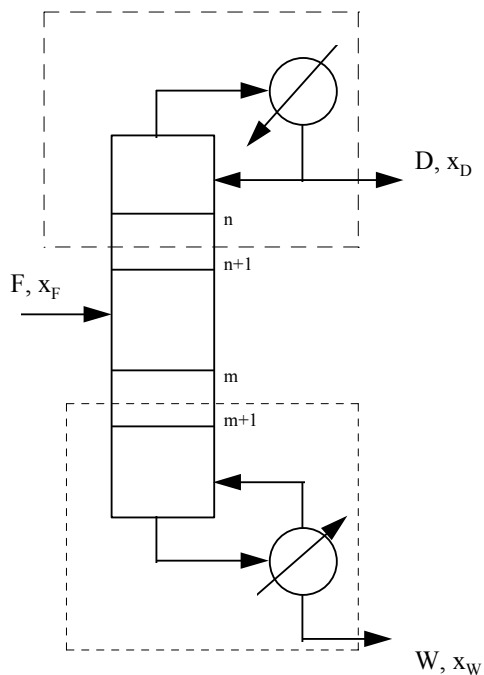 D, x_D
n
n+1
F, x_F
m
m+1
W, x_W